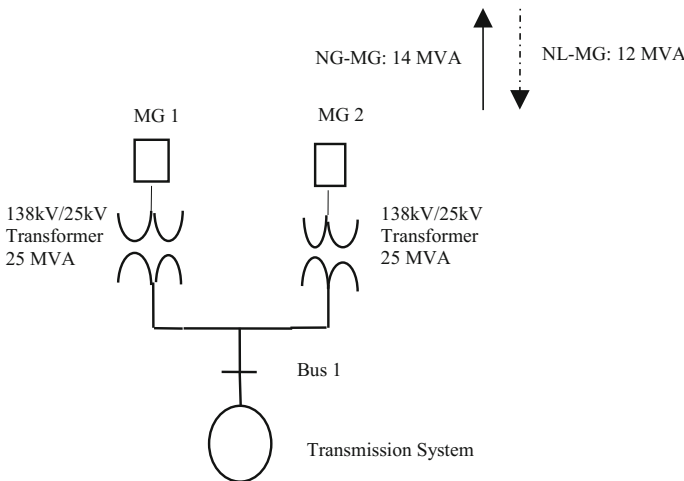 NG-MG: 14 MVA
NL-MG: 12 MVA
MG 1
MG 2
138kV/25kV
Transformer
25 MVA
138kV/25kV
Transformer
25 MVA
Bus 1
Transmission System